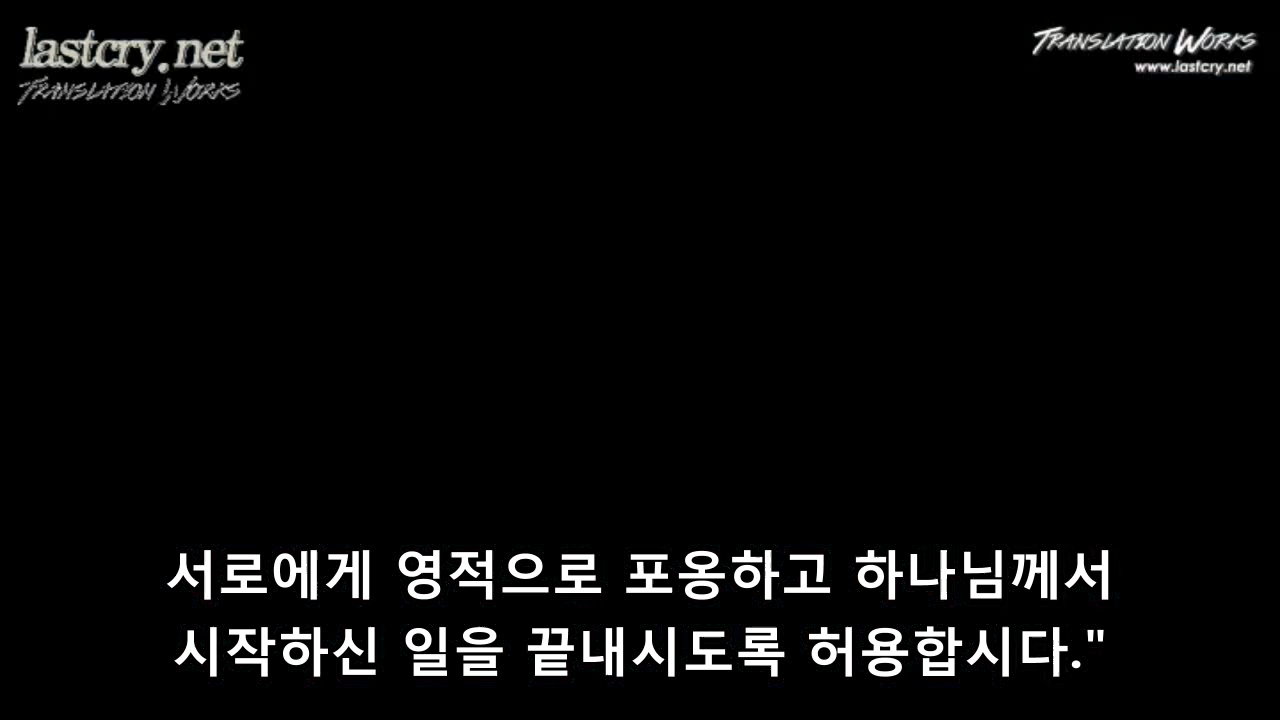 lastcry.net
TRANSLATION WORKS
TRANSLATION WORKS
www.lastcry.net
서로에게 영적으로 포옹하고 하나님께서
시작하신 일을 끝내시도록 허용합시다."